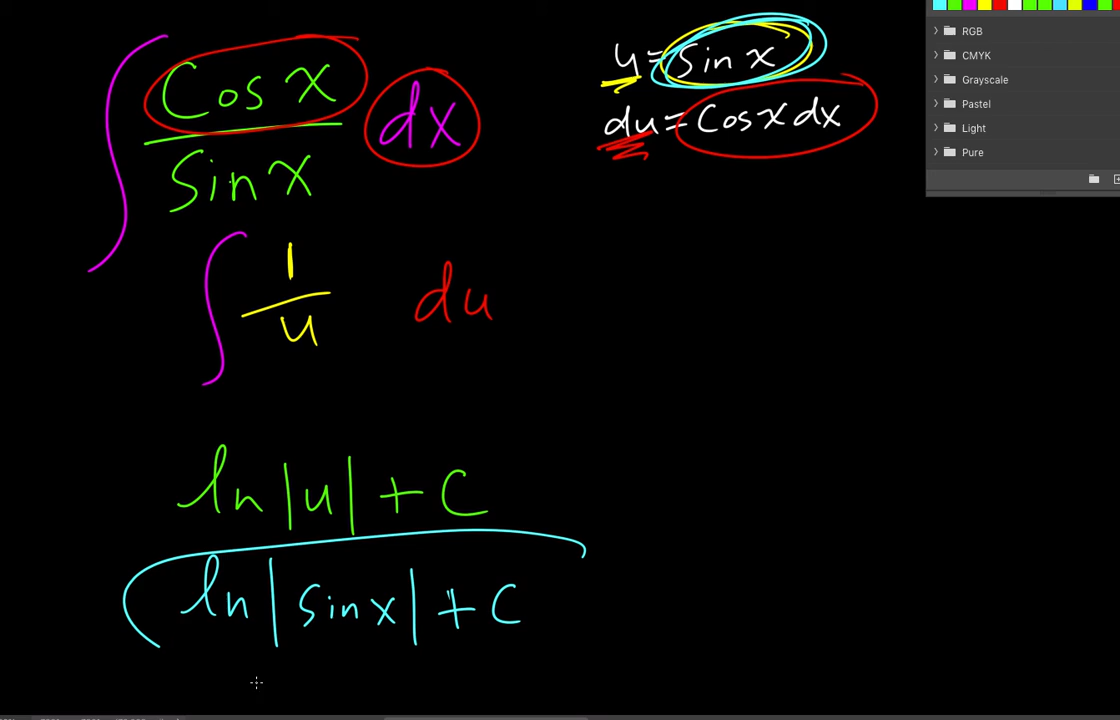 ∫ Cos x / Sin x dx
u = sin x
du = Cos x dx
∫ 1/u du
ln |u| + C
ln |sin x| + C
RGB
CMYK
Grayscale
Pastel
Light
Pure